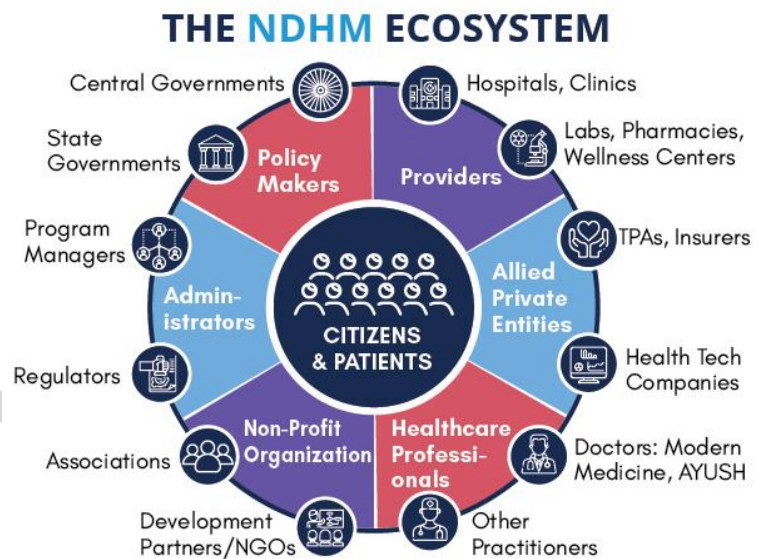 THE NDHM ECOSYSTEM
Central Governments
Hospitals, Clinics
State
Governments
Labs, Pharmacies,
Wellness Centers
Policy
Makers
Providers
Program
Managers
TPAs, Insurers
Admin-
istrators
Allied
Private
Entities
CITIZENS
& PATIENTS
Regulators
Health Tech
Companies
Non-Profit
Organization
Healthcare
Professi-
onals
Associations
Doctors: Modern
Medicine, AYUSH
Development
Partners/NGOs
Other
Practitioners